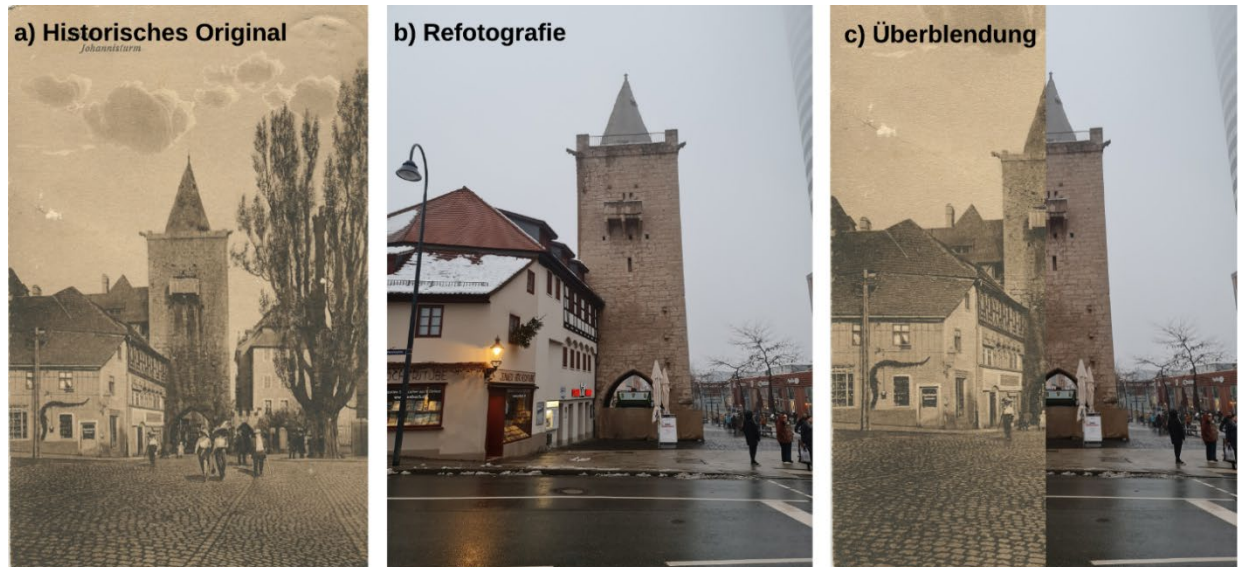 a) Historisches Original
Johannisturm
b) Refotografie
c) Überblendung